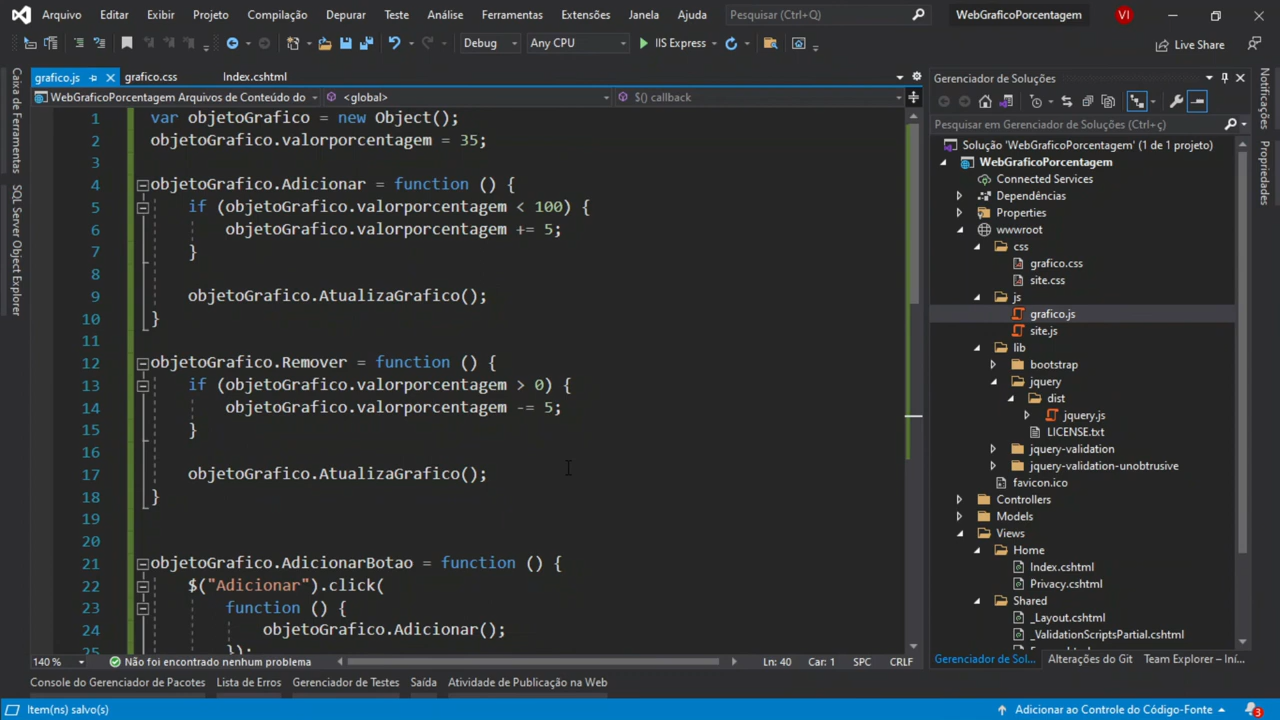 Arquivo Editar Exibir Projeto Compilação Depurar Teste Análise Ferramentas Extensões Janela Ajuda Pesquisar (Ctrl+Q) WebGraficoPorcentagem VI
Debug Any CPU IIS Express Live Share
grafico.js grafico.css Index.cshtml
WebGraficoPorcentagem Arquivos de Conteúdo do <global> $() callback
1 var objetoGrafico = new Object();
2 objetoGrafico.valorporcentagem = 35;
3
4 objetoGrafico.Adicionar = function () {
5 if (objetoGrafico.valorporcentagem < 100) {
6 objetoGrafico.valorporcentagem += 5;
7 }
8
9 objetoGrafico.AtualizaGrafico();
10 }
11
12 objetoGrafico.Remover = function () {
13 if (objetoGrafico.valorporcentagem > 0) {
14 objetoGrafico.valorporcentagem -= 5;
15 }
16
17 objetoGrafico.AtualizaGrafico();
18 }
19
20
21 objetoGrafico.AdicionarBotao = function () {
22 $("Adicionar").click(
23 function () {
24 objetoGrafico.Adicionar();
25 });
140 % Não foi encontrado nenhum problema Ln: 40 Car: 1 SPC CRLF
Caixa de Ferramentas
SQL Server Object Explorer
Gerenciador de Soluções
Pesquisar em Gerenciador de Soluções (Ctrl+ç)
Solução 'WebGraficoPorcentagem' (1 de 1 projeto)
WebGraficoPorcentagem
Connected Services
Dependências
Properties
wwwroot
css
grafico.css
site.css
js
grafico.js
site.js
lib
bootstrap
jquery
dist
jquery.js
LICENSE.txt
jquery-validation
jquery-validation-unobtrusive
favicon.ico
Controllers
Models
Views
Home
Index.cshtml
Privacy.cshtml
Shared
_Layout.cshtml
_ValidationScriptsPartial.cshtml
Gerenciador de Sol... Alterações do Git Team Explorer – Iní...
Notificações
Propriedades
Console do Gerenciador de Pacotes Lista de Erros Gerenciador de Testes Saída Atividade de Publicação na Web
Item(ns) salvo(s) Adicionar ao Controle do Código-Fonte 3